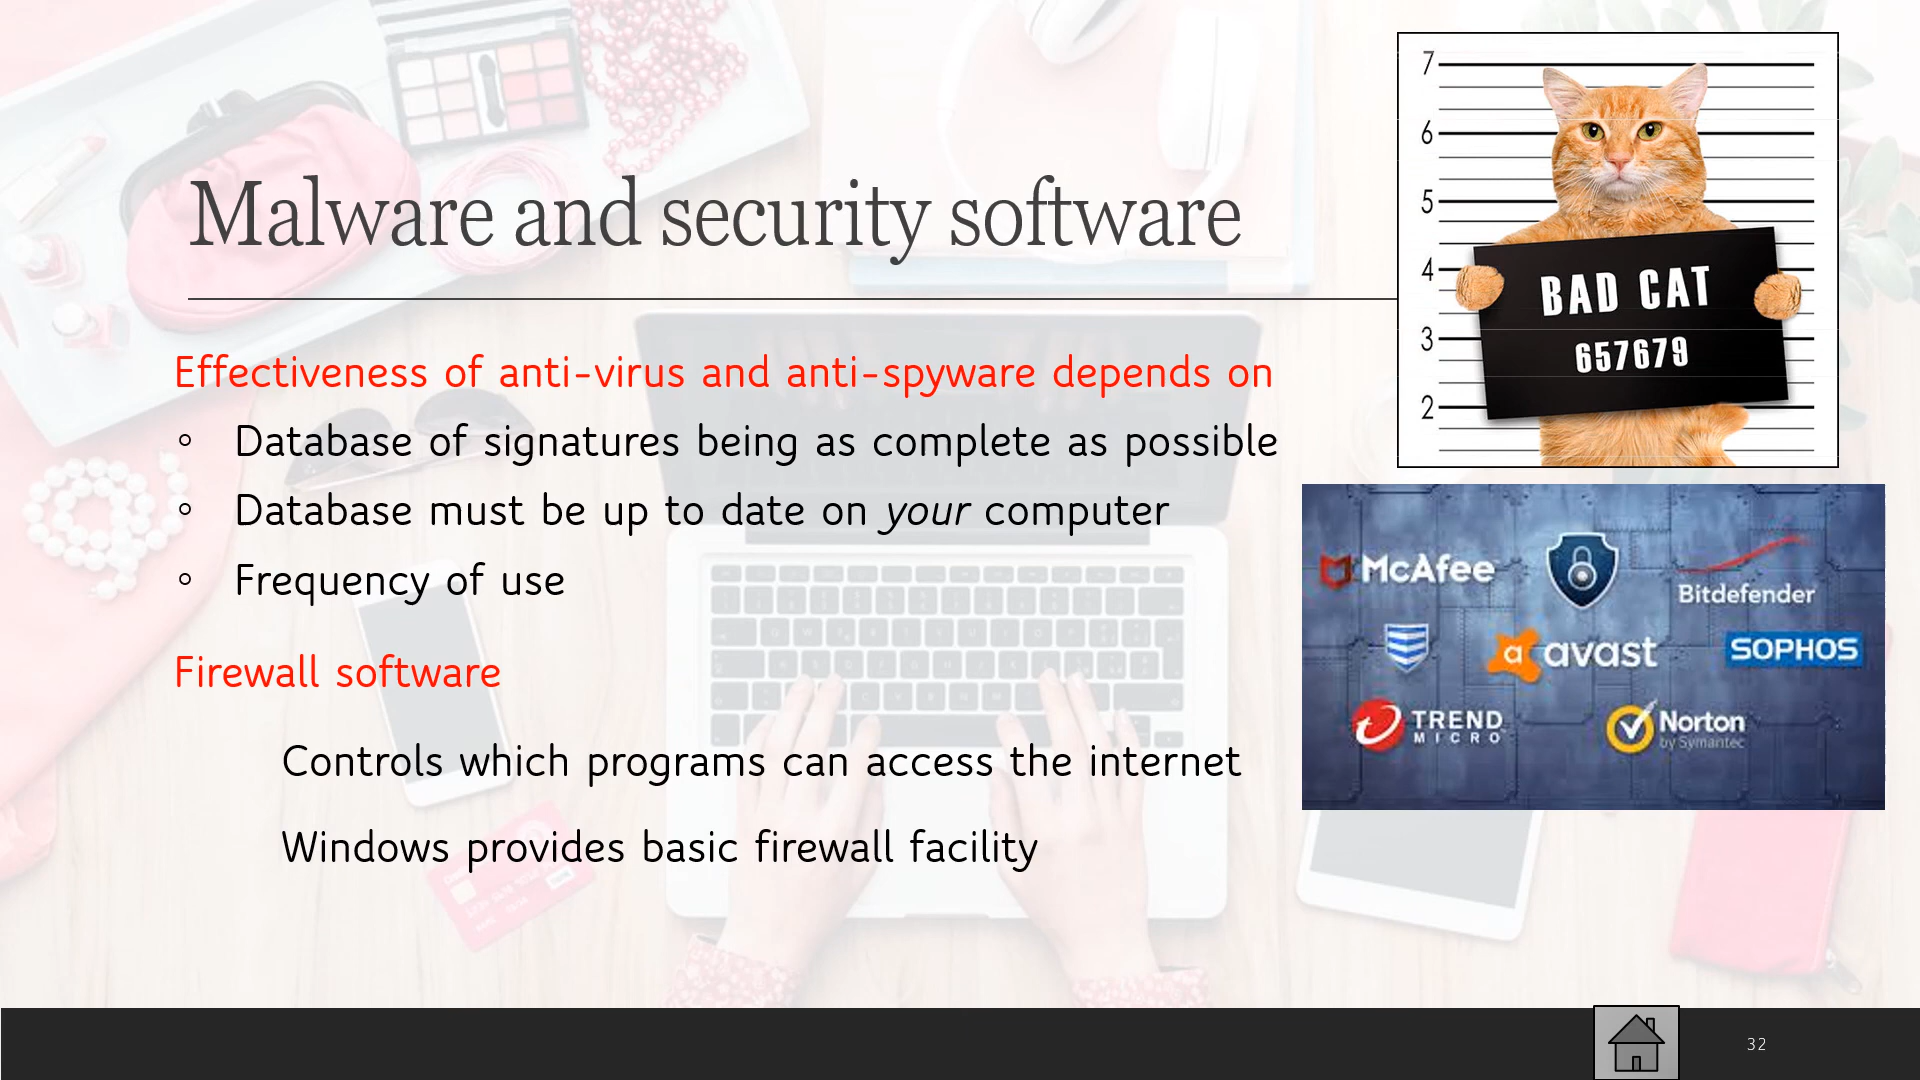 Malware and security software
Effectiveness of anti-virus and anti-spyware depends on
◦ Database of signatures being as complete as possible
◦ Database must be up to date on your computer
◦ Frequency of use
Firewall software
Controls which programs can access the internet
Windows provides basic firewall facility
7
6
5
4
3
2
BAD CAT
657679
McAfee
Bitdefender
a avast
SOPHOS
TREND
MICRO
Norton
by Symantec
32